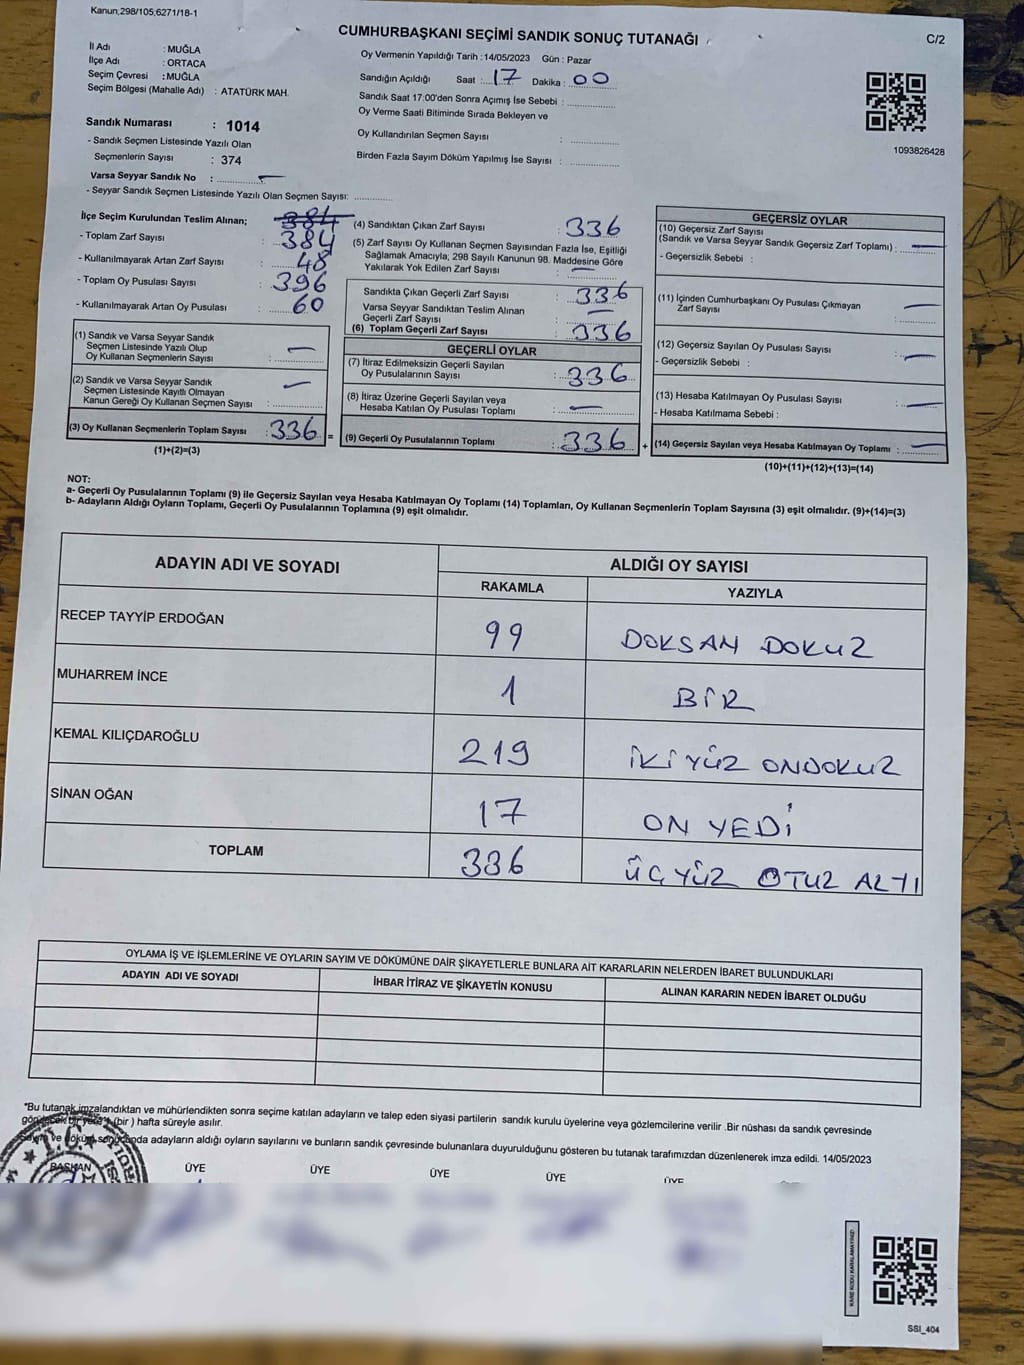 Kanun,298/105,6271/18-1
CUMHURBAŞKANI SEÇİMİ SANDIK SONUÇ TUTANAĞI
C/2
İl Adı : MUĞLA
İlçe Adı : ORTACA
Seçim Çevresi : MUĞLA
Seçim Bölgesi (Mahalle Adı) : ATATÜRK MAH.
Sandık Numarası : 1014
- Sandık Seçmen Listesinde Yazılı Olan
Seçmenlerin Sayısı : 374
Varsa Seyyar Sandık No : —
- Seyyar Sandık Seçmen Listesinde Yazılı Olan Seçmen Sayısı:
Oy Vermenin Yapıldığı Tarih :14/05/2023 Gün : Pazar
Sandığın Açıldığı Saat : 17 Dakika : 00
Sandık Saat 17:00'den Sonra Açımış İse Sebebi :
Oy Verme Saati Bitiminde Sırada Bekleyen ve
Oy Kullandırılan Seçmen Sayısı :
Birden Fazla Sayım Döküm Yapılmış İse Sayısı :
1093826428
İlçe Seçim Kurulundan Teslim Alınan; 384
- Toplam Zarf Sayısı : 384
- Kullanılmayarak Artan Zarf Sayısı : 48
- Toplam Oy Pusulası Sayısı : 396
- Kullanılmayarak Artan Oy Pusulası : 60
(1) Sandık ve Varsa Seyyar Sandık
Seçmen Listesinde Yazılı Olup
Oy Kullanan Seçmenlerin Sayısı : —
(2) Sandık ve Varsa Seyyar Sandık
Seçmen Listesinde Kayıtlı Olmayan
Kanun Gereği Oy Kullanan Seçmen Sayısı : —
(3) Oy Kullanan Seçmenlerin Toplam Sayısı : 336 =
(1)+(2)=(3)
(4) Sandıktan Çıkan Zarf Sayısı : 336
(5) Zarf Sayısı Oy Kullanan Seçmen Sayısından Fazla İse, Eşitliği
Sağlamak Amacıyla, 298 Sayılı Kanunun 98. Maddesine Göre
Yakılarak Yok Edilen Zarf Sayısı : —
Sandıkta Çıkan Geçerli Zarf Sayısı : 336
Varsa Seyyar Sandıktan Teslim Alınan
Geçerli Zarf Sayısı : —
(6) Toplam Geçerli Zarf Sayısı : 336
GEÇERLİ OYLAR
(7) İtiraz Edilmeksizin Geçerli Sayılan
Oy Pusulalarının Sayısı : 336
(8) İtiraz Üzerine Geçerli Sayılan veya
Hesaba Katılan Oy Pusulası Toplamı : —
(9) Geçerli Oy Pusulalarının Toplamı : 336 +
GEÇERSİZ OYLAR
(10) Geçersiz Zarf Sayısı
(Sandık ve Varsa Seyyar Sandık Geçersiz Zarf Toplamı) : —
- Geçersizlik Sebebi :
(11) İçinden Cumhurbaşkanı Oy Pusulası Çıkmayan
Zarf Sayısı : —
(12) Geçersiz Sayılan Oy Pusulası Sayısı : —
- Geçersizlik Sebebi :
(13) Hesaba Katılmayan Oy Pusulası Sayısı : —
- Hesaba Katılmama Sebebi :
(14) Geçersiz Sayılan veya Hesaba Katılmayan Oy Toplamı : —
(10)+(11)+(12)+(13)=(14)
NOT:
a- Geçerli Oy Pusulalarının Toplamı (9) ile Geçersiz Sayılan veya Hesaba Katılmayan Oy Toplamı (14) Toplamları, Oy Kullanan Seçmenlerin Toplam Sayısına (3) eşit olmalıdır. (9)+(14)=(3)
b- Adayların Aldığı Oyların Toplamı, Geçerli Oy Pusulalarının Toplamına (9) eşit olmalıdır.
ADAYIN ADI VE SOYADI ALDIĞI OY SAYISI
RAKAMLA YAZIYLA
RECEP TAYYİP ERDOĞAN 99 DOKSAN DOKUZ
MUHARREM İNCE 1 BİR
KEMAL KILIÇDAROĞLU 219 İKİ YÜZ ONDOKUZ
SİNAN OĞAN 17 ON YEDİ
TOPLAM 336 ÜÇ YÜZ OTUZ ALTI
OYLAMA İŞ VE İŞLEMLERİNE VE OYLARIN SAYIM VE DÖKÜMÜNE DAİR ŞİKAYETLERLE BUNLARA AİT KARARLARIN NELERDEN İBARET BULUNDUKLARI
ADAYIN ADI VE SOYADI İHBAR İTİRAZ VE ŞİKAYETİN KONUSU ALINAN KARARIN NEDEN İBARET OLDUĞU
"Bu tutanak imzalandıktan ve mühürlendikten sonra seçime katılan adayların ve talep eden siyasi partilerin sandık kurulu üyelerine veya gözlemcilerine verilir .Bir nüshası da sandık çevresinde
(bir ) hafta süreyle asılır.
Sayım ve döküm sonucunda adayların aldığı oyların sayılarını ve bunların sandık çevresinde bulunanlara duyurulduğunu gösteren bu tutanak tarafımızdan düzenlenerek imza edildi. 14/05/2023
BAŞKAN ÜYE ÜYE ÜYE ÜYE ÜYE
T.C.
KARE KODU KARALAMAYINIZ!
SSI_404